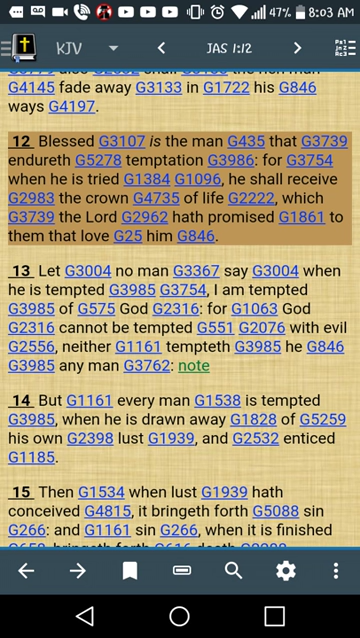 47% 8:03 AM
KJV JAS 1:12
G4145 fade away G3133 in G1722 his G846
ways G4197.
12 Blessed G3107 is the man G435 that G3739
endureth G5278 temptation G3986: for G3754
when he is tried G1384 G1096, he shall receive
G2983 the crown G4735 of life G2222, which
G3739 the Lord G2962 hath promised G1861 to
them that love G25 him G846.
13 Let G3004 no man G3367 say G3004 when
he is tempted G3985 G3754, I am tempted
G3985 of G575 God G2316: for G1063 God
G2316 cannot be tempted G551 G2076 with evil
G2556, neither G1161 tempteth G3985 he G846
G3985 any man G3762: note
14 But G1161 every man G1538 is tempted
G3985, when he is drawn away G1828 of G5259
his own G2398 lust G1939, and G2532 enticed
G1185.
15 Then G1534 when lust G1939 hath
conceived G4815, it bringeth forth G5088 sin
G266: and G1161 sin G266, when it is finished